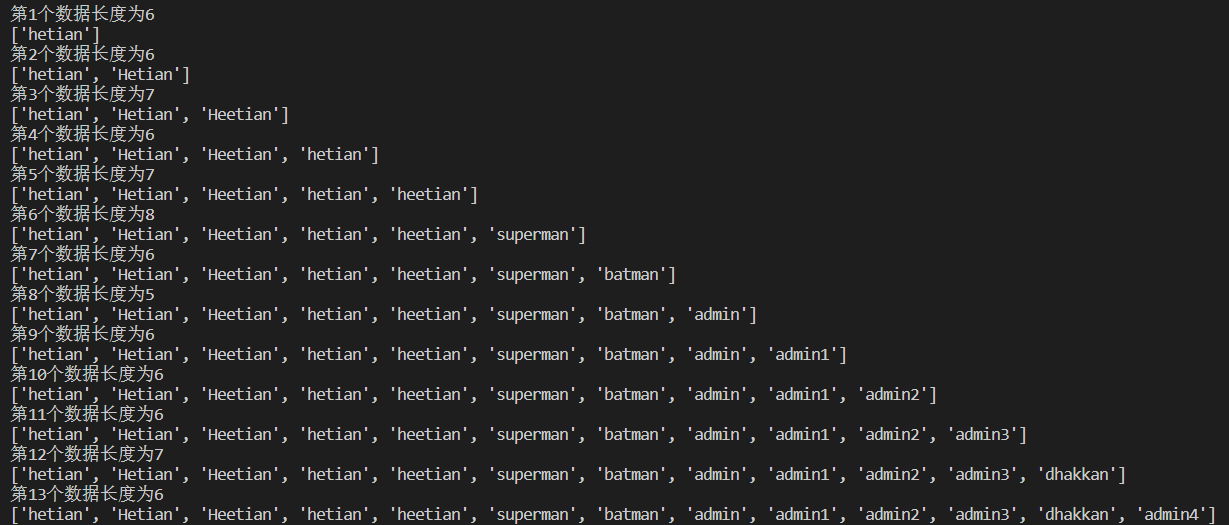 第1个数据长度为6
['hetian']
第2个数据长度为6
['hetian', 'Hetian']
第3个数据长度为7
['hetian', 'Hetian', 'Heetian']
第4个数据长度为6
['hetian', 'Hetian', 'Heetian', 'hetian']
第5个数据长度为7
['hetian', 'Hetian', 'Heetian', 'hetian', 'heetian']
第6个数据长度为8
['hetian', 'Hetian', 'Heetian', 'hetian', 'heetian', 'superman']
第7个数据长度为6
['hetian', 'Hetian', 'Heetian', 'hetian', 'heetian', 'superman', 'batman']
第8个数据长度为5
['hetian', 'Hetian', 'Heetian', 'hetian', 'heetian', 'superman', 'batman', 'admin']
第9个数据长度为6
['hetian', 'Hetian', 'Heetian', 'hetian', 'heetian', 'superman', 'batman', 'admin', 'admin1']
第10个数据长度为6
['hetian', 'Hetian', 'Heetian', 'hetian', 'heetian', 'superman', 'batman', 'admin', 'admin1', 'admin2']
第11个数据长度为6
['hetian', 'Hetian', 'Heetian', 'hetian', 'heetian', 'superman', 'batman', 'admin', 'admin1', 'admin2', 'admin3']
第12个数据长度为7
['hetian', 'Hetian', 'Heetian', 'hetian', 'heetian', 'superman', 'batman', 'admin', 'admin1', 'admin2', 'admin3', 'dhakkan']
第13个数据长度为6
['hetian', 'Hetian', 'Heetian', 'hetian', 'heetian', 'superman', 'batman', 'admin', 'admin1', 'admin2', 'admin3', 'dhakkan', 'admin4']